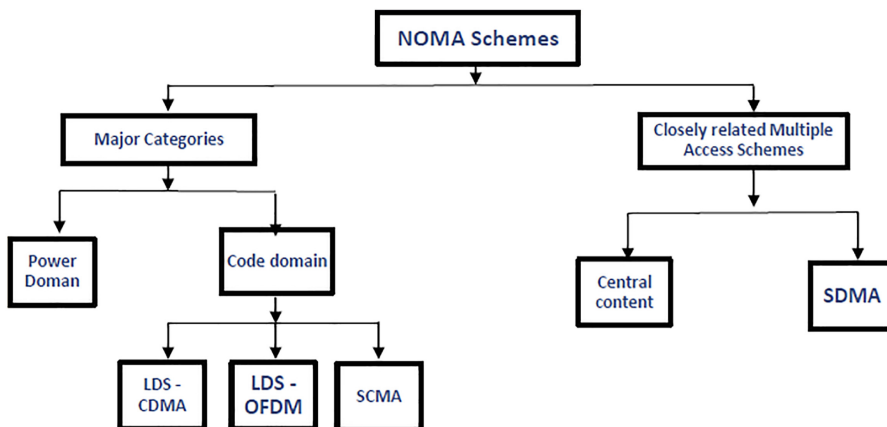 NOMA Schemes
Major Categories
Closely related Multiple
Access Schemes
Power
Doman
Code domain
Central
content
SDMA
LDS -
CDMA
LDS -
OFDM
SCMA